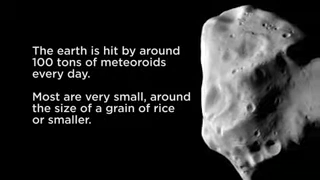 The earth is hit by around
100 tons of meteoroids
every day.
Most are very small, around
the size of a grain of rice
or smaller.